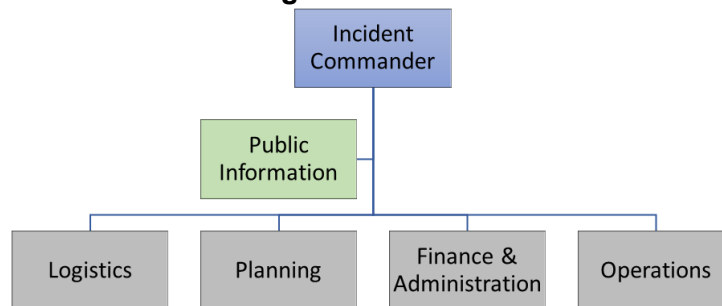 Incident
Commander
Public
Information
Logistics
Planning
Finance &
Administration
Operations